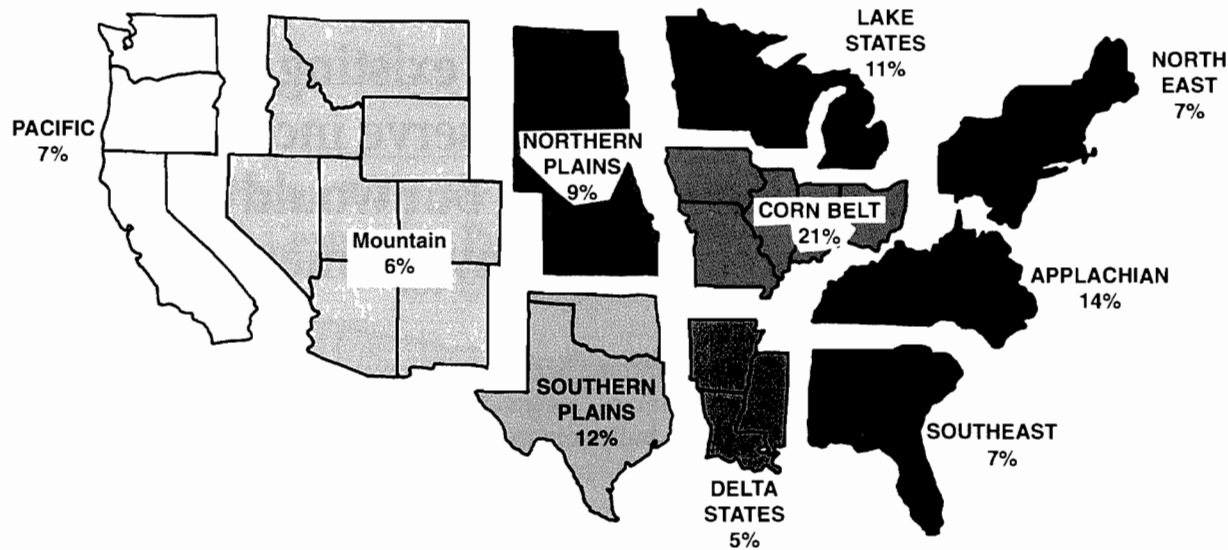 PACIFIC
7%
Mountain
6%
NORTHERN
PLAINS
9%
SOUTHERN
PLAINS
12%
LAKE
STATES
11%
CORN BELT
21%
DELTA
STATES
5%
NORTH
EAST
7%
APPLACHIAN
14%
SOUTHEAST
7%